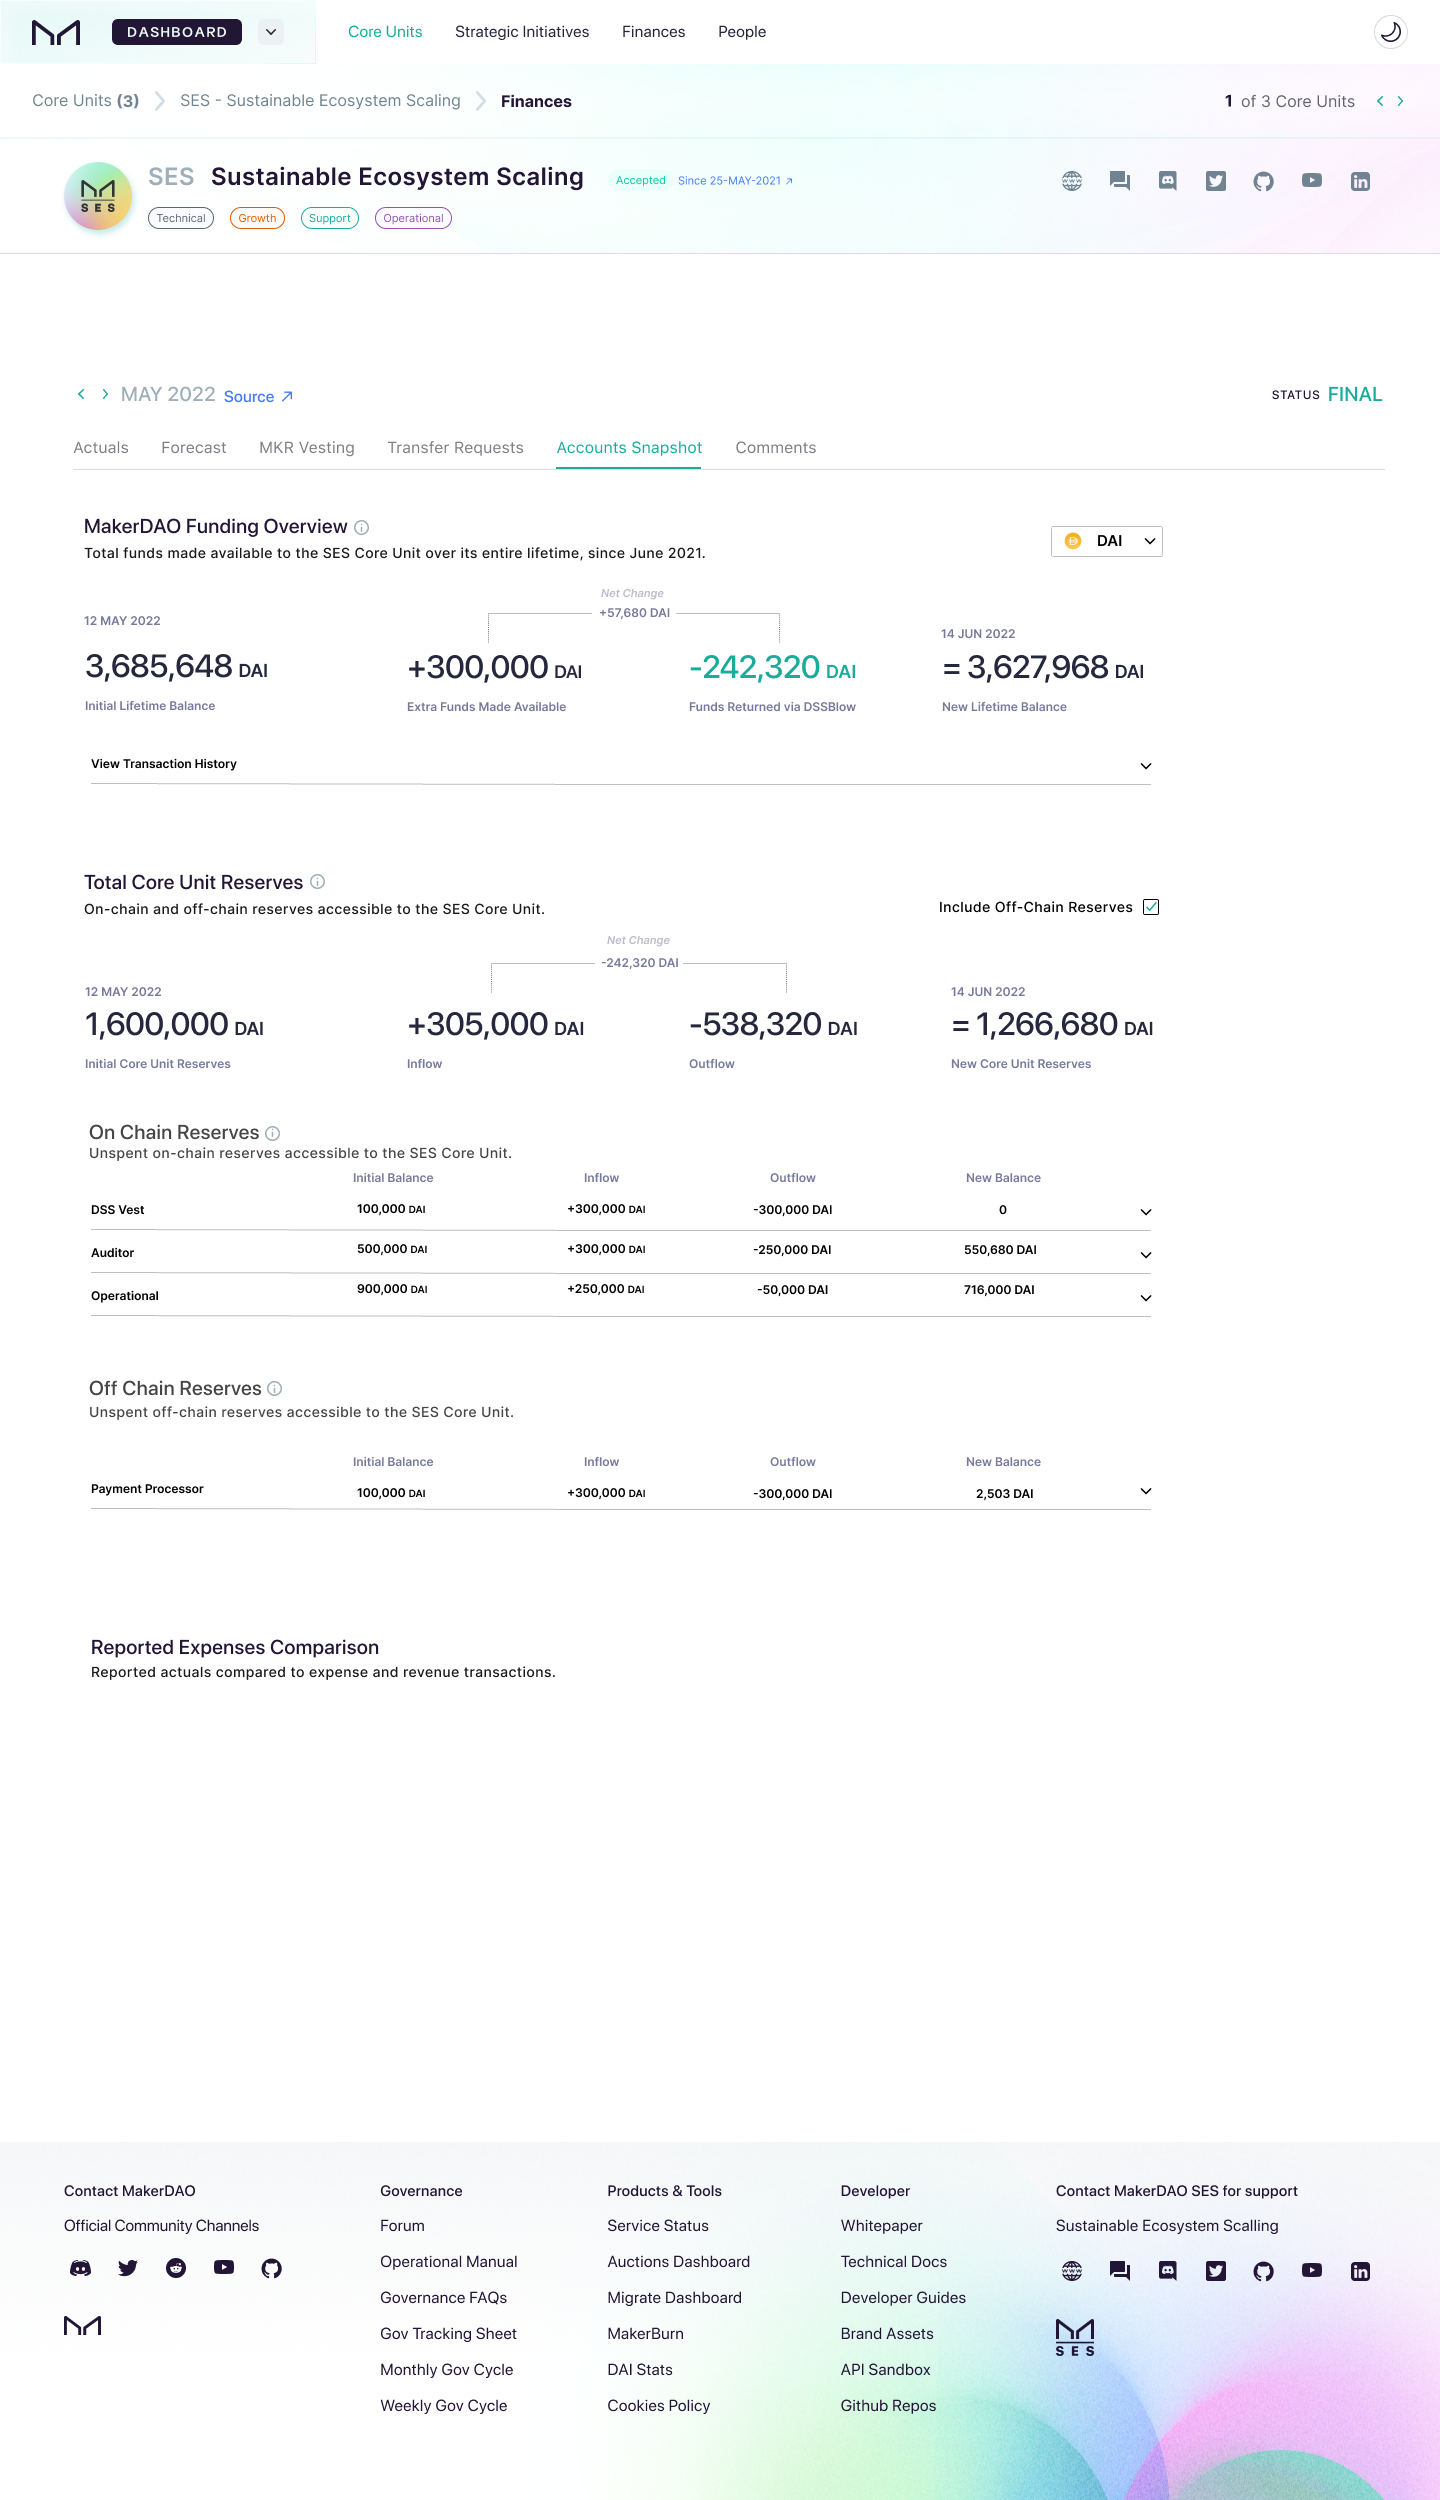 DASHBOARD
Core Units Strategic Initiatives Finances People
Core Units (3) SES - Sustainable Ecosystem Scaling Finances 1 of 3 Core Units
SES Sustainable Ecosystem Scaling Accepted Since 25-MAY-2021
SES
Technical Growth Support Operational
MAY 2022 Source STATUS FINAL
Actuals Forecast MKR Vesting Transfer Requests Accounts Snapshot Comments
MakerDAO Funding Overview
DAI
Total funds made available to the SES Core Unit over its entire lifetime, since June 2021.
Net Change
+57,680 DAI
12 MAY 2022
14 JUN 2022
3,685,648 DAI +300,000 DAI -242,320 DAI = 3,627,968 DAI
Initial Lifetime Balance Extra Funds Made Available Funds Returned via DSSBlow New Lifetime Balance
View Transaction History
Total Core Unit Reserves
On-chain and off-chain reserves accessible to the SES Core Unit. Include Off-Chain Reserves
Net Change
-242,320 DAI
12 MAY 2022 14 JUN 2022
1,600,000 DAI +305,000 DAI -538,320 DAI = 1,266,680 DAI
Initial Core Unit Reserves Inflow Outflow New Core Unit Reserves
On Chain Reserves
Unspent on-chain reserves accessible to the SES Core Unit.
Initial Balance Inflow Outflow New Balance
DSS Vest 100,000 DAI +300,000 DAI -300,000 DAI 0
Auditor 500,000 DAI +300,000 DAI -250,000 DAI 550,680 DAI
Operational 900,000 DAI +250,000 DAI -50,000 DAI 716,000 DAI
Off Chain Reserves
Unspent off-chain reserves accessible to the SES Core Unit.
Initial Balance Inflow Outflow New Balance
Payment Processor 100,000 DAI +300,000 DAI -300,000 DAI 2,503 DAI
Reported Expenses Comparison
Reported actuals compared to expense and revenue transactions.
Contact MakerDAO Governance Products & Tools Developer Contact MakerDAO SES for support
Official Community Channels Forum Service Status Whitepaper Sustainable Ecosystem Scalling
Operational Manual Auctions Dashboard Technical Docs
Governance FAQs Migrate Dashboard Developer Guides
Gov Tracking Sheet MakerBurn Brand Assets
SES
Monthly Gov Cycle DAI Stats API Sandbox
Weekly Gov Cycle Cookies Policy Github Repos